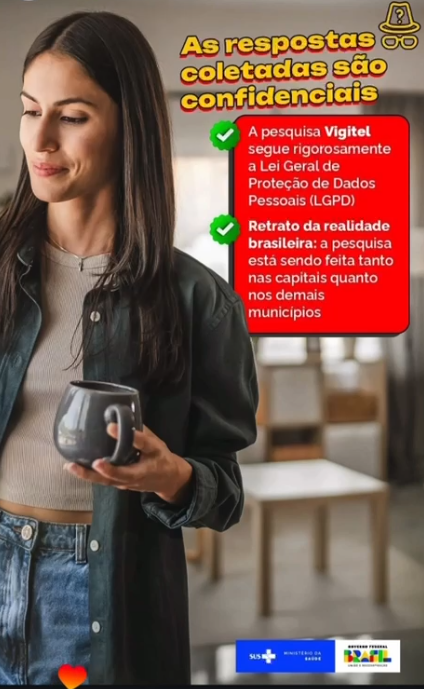 As respostas
coletadas são
confidenciais
A pesquisa Vigitel
segue rigorosamente
a Lei Geral de
Proteção de Dados
Pessoais (LGPD)
Retrato da realidade
brasileira: a pesquisa
está sendo feita tanto
nas capitais quanto
nos demais
municípios
?
SUS
MINISTÉRIO DA
SAÚDE
GOVERNO FEDERAL
BRASIL